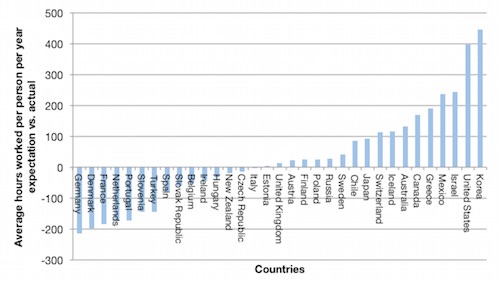 Average hours worked per person per year
expectation vs. actual
500
400
300
200
100
0
-100
-200
-300
Germany
Denmark
France
Netherlands
Portugal
Slovenia
Turkey
Spain
Slovak Republic
Belgium
Ireland
Hungary
New Zealand
Czech Republic
Italy
Estonia
United Kingdom
Austria
Finland
Poland
Russia
Sweden
Chile
Japan
Switzerland
Iceland
Australia
Canada
Greece
Mexico
Israel
United States
Korea
Countries